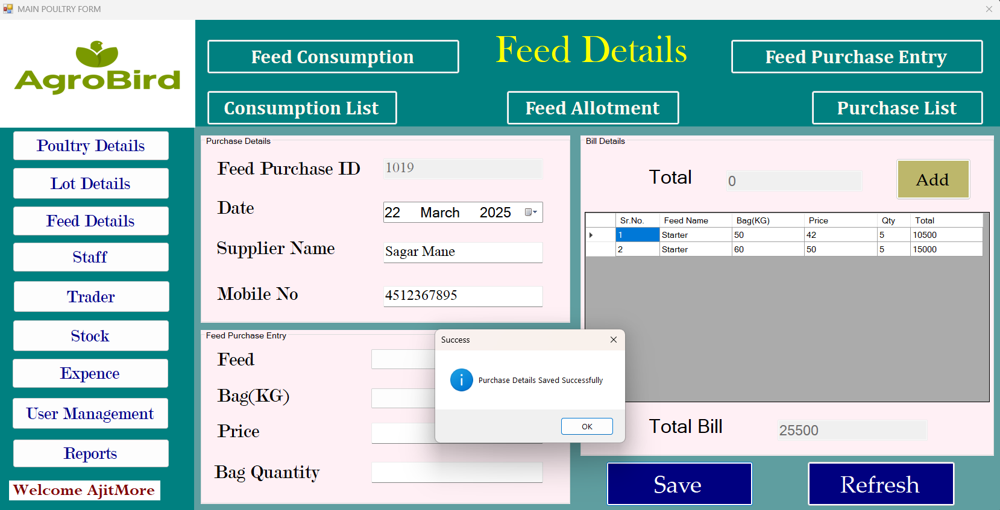 MAIN POULTRY FORM
AgroBird
Feed Consumption
Feed Details
Feed Purchase Entry
Consumption List
Feed Allotment
Purchase List
Poultry Details
Lot Details
Feed Details
Staff
Trader
Stock
Expence
User Management
Reports
Welcome AjitMore
Purchase Details
Feed Purchase ID 1019
Date 22 March 2025
Supplier Name Sagar Mane
Mobile No 4512367895
Feed Purchase Entry
Feed
Bag(KG)
Price
Bag Quantity
Bill Details
Total 0 Add
Sr.No. Feed Name Bag(KG) Price Qty Total
1 Starter 50 42 5 10500
2 Starter 60 50 5 15000
Total Bill 25500
Save Refresh
Success
Purchase Details Saved Successfully
OK